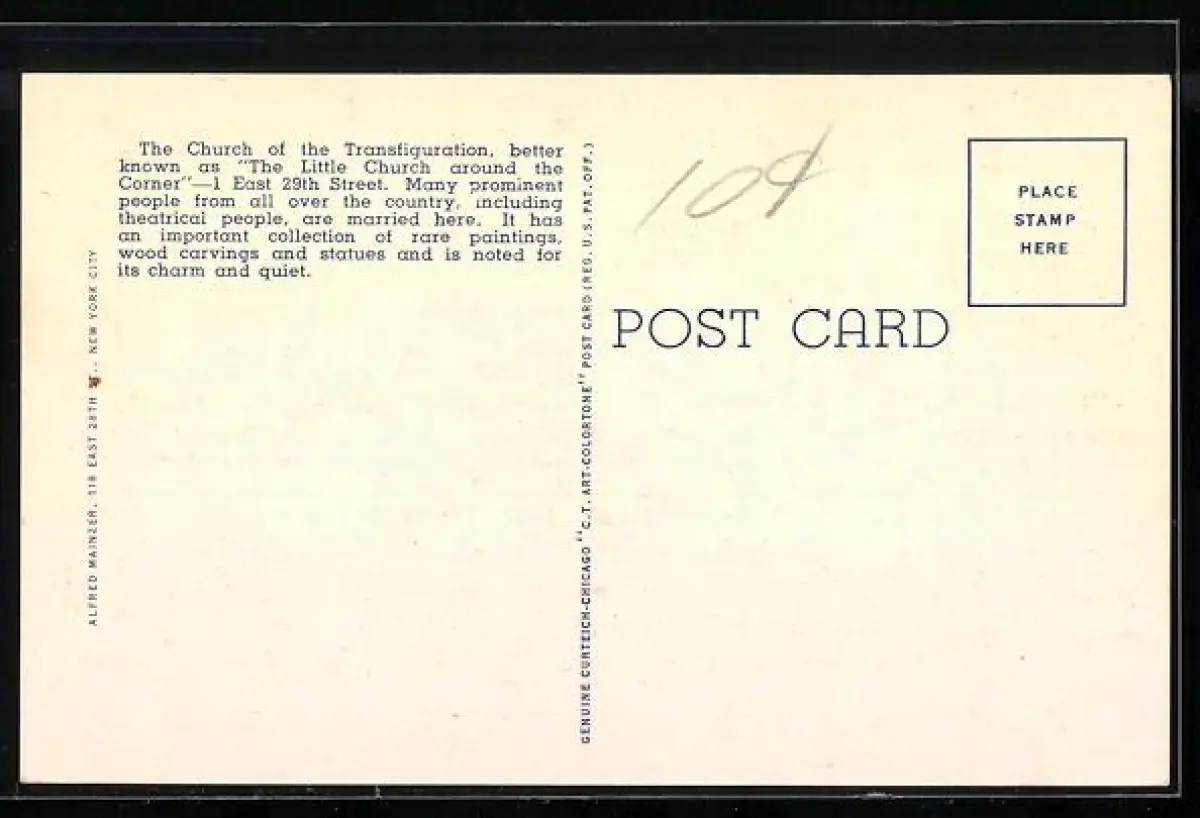 The Church of the Transfiguration, better
known as "The Little Church around the
Corner"—1 East 29th Street. Many prominent
people from all over the country, including
theatrical people, are married here. It has
an important collection of rare paintings,
wood carvings and statues and is noted for
its charm and quiet.
ALFRED MAINZER, 118 EAST 28TH ST., NEW YORK CITY
GENUINE CURTEICH-CHICAGO "C.T. ART-COLORTONE" POST CARD (REG. U.S. PAT. OFF.)
10¢
POST CARD
PLACE
STAMP
HERE